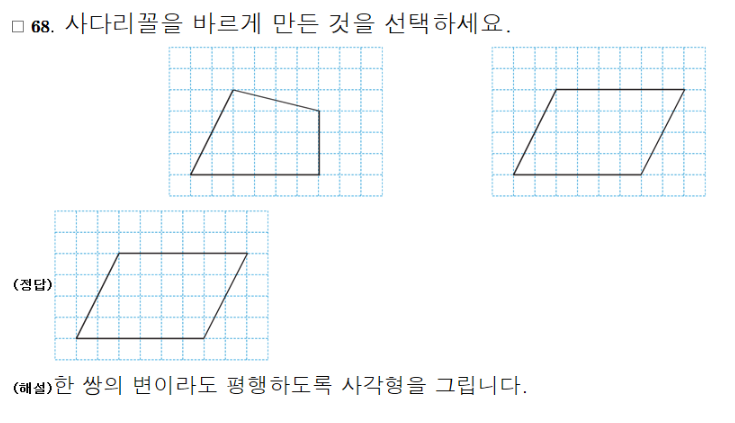 □ 68. 사다리꼴을 바르게 만든 것을 선택하세요.
(정답)
(해설)한 쌍의 변이라도 평행하도록 사각형을 그립니다.